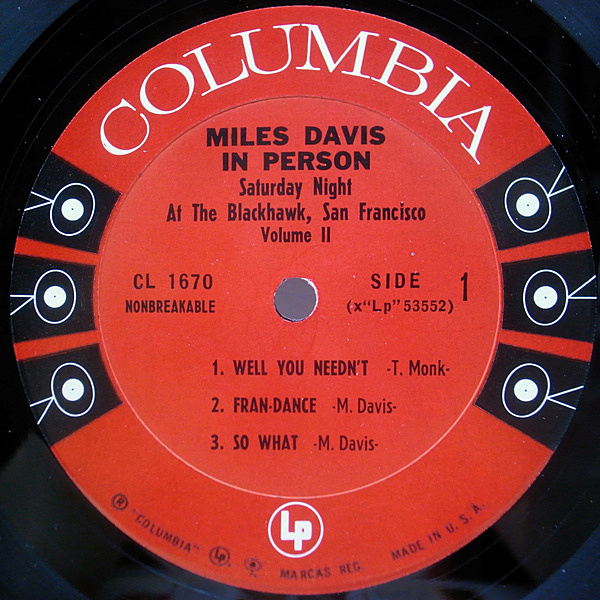 COLUMBIA
MILES DAVIS
IN PERSON
Saturday Night
At The Blackhawk, San Francisco
Volume II
CL 1670
NONBREAKABLE
SIDE 1
(x"Lp" 53552)
1. WELL YOU NEEDN'T -T. Monk-
2. FRAN-DANCE -M. Davis-
3. SO WHAT -M. Davis-
Lp
® "COLUMBIA" Lp. MARCAS REG. MADE IN U. S. A.